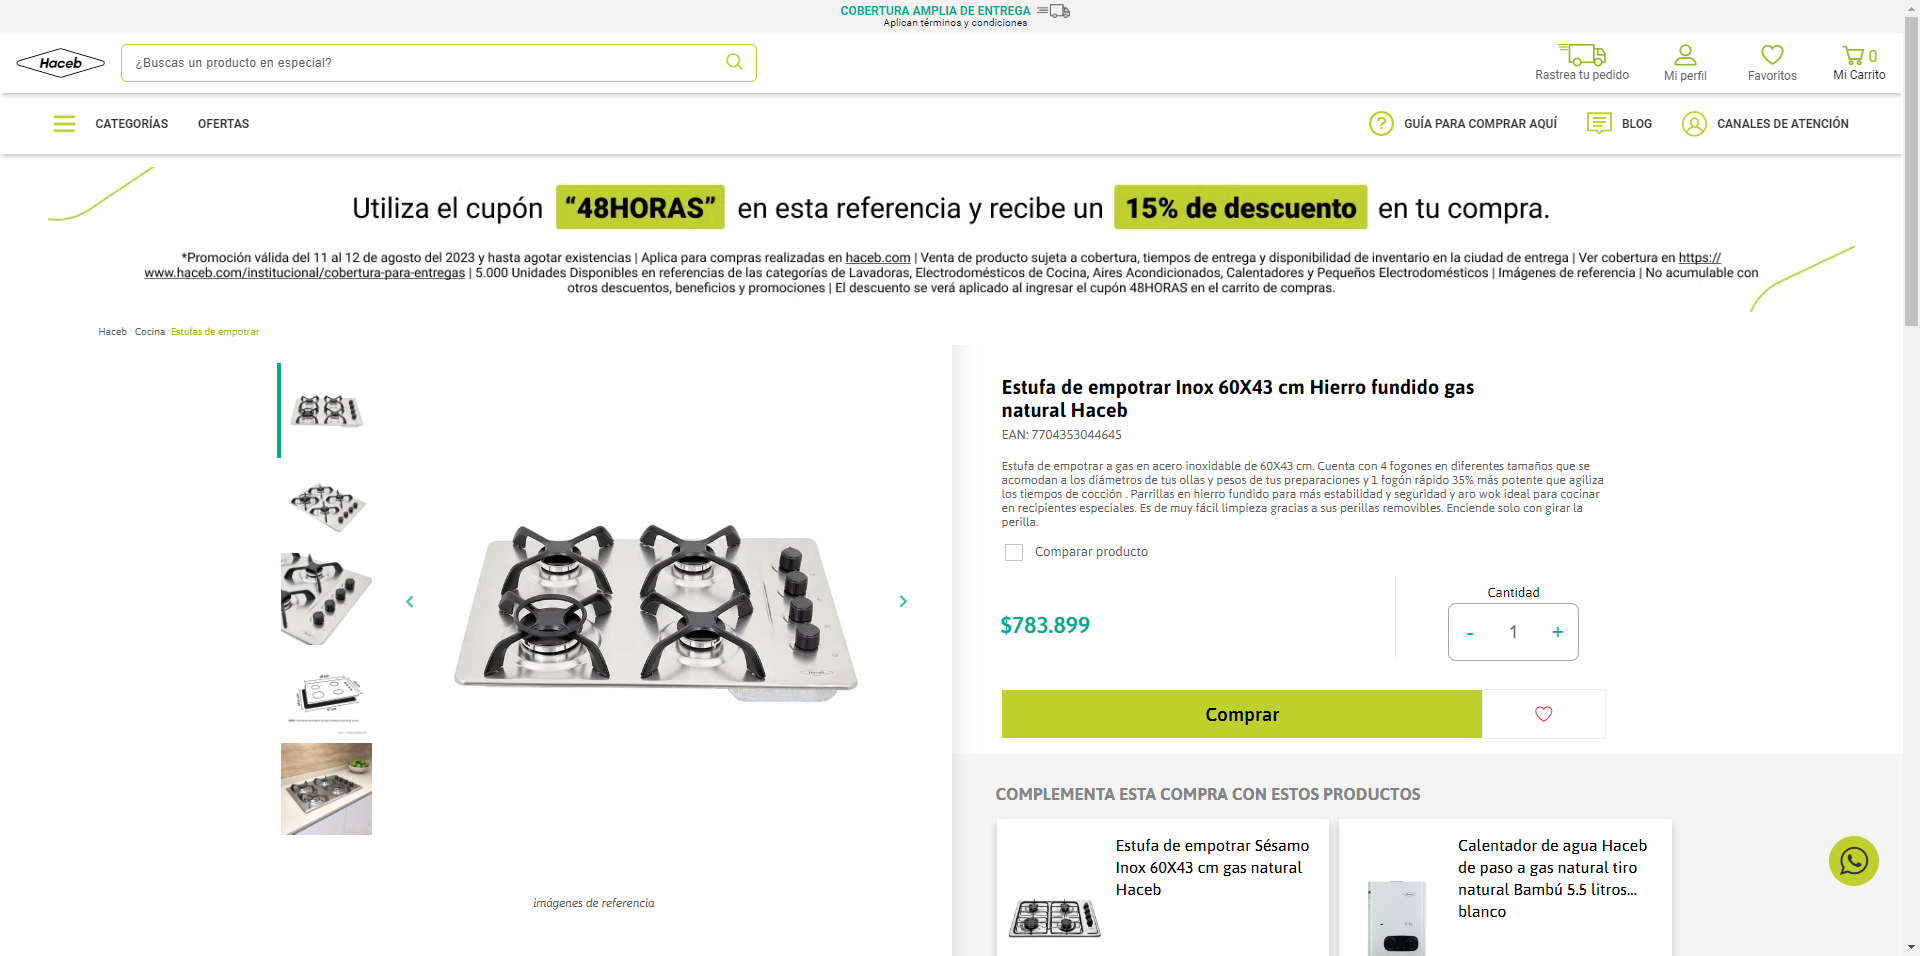 COBERTURA AMPLIA DE ENTREGA
Aplican términos y condiciones
Haceb
¿Buscas un producto en especial?
Rastrea tu pedido
Mi perfil
Favoritos
0
Mi Carrito
CATEGORÍAS
OFERTAS
GUÍA PARA COMPRAR AQUÍ
BLOG
CANALES DE ATENCIÓN
Utiliza el cupón “48HORAS” en esta referencia y recibe un 15% de descuento en tu compra.
*Promoción válida del 11 al 12 de agosto del 2023 y hasta agotar existencias | Aplica para compras realizadas en haceb.com | Venta de producto sujeta a cobertura, tiempos de entrega y disponibilidad de inventario en la ciudad de entrega | Ver cobertura en https://
www.haceb.com/institucional/cobertura-para-entregas | 5.000 Unidades Disponibles en referencias de las categorías de Lavadoras, Electrodomésticos de Cocina, Aires Acondicionados, Calentadores y Pequeños Electrodomésticos | Imágenes de referencia | No acumulable con
otros descuentos, beneficios y promociones | El descuento se verá aplicado al ingresar el cupón 48HORAS en el carrito de compras.
Haceb · Cocina · Estufas de empotrar
Estufa de empotrar Inox 60X43 cm Hierro fundido gas
natural Haceb
EAN: 7704353044645
Estufa de empotrar a gas en acero inoxidable de 60X43 cm. Cuenta con 4 fogones en diferentes tamaños que se
acomodan a los diámetros de tus ollas y pesos de tus preparaciones y 1 fogón rápido 35% más potente que agiliza
los tiempos de cocción . Parrillas en hierro fundido para más estabilidad y seguridad y aro wok ideal para cocinar
en recipientes especiales. Es de muy fácil limpieza gracias a sus perillas removibles. Enciende solo con girar la
perilla.
Comparar producto
$783.899
Cantidad
- 1 +
Comprar
imágenes de referencia
COMPLEMENTA ESTA COMPRA CON ESTOS PRODUCTOS
Estufa de empotrar Sésamo
Inox 60X43 cm gas natural
Haceb
Calentador de agua Haceb
de paso a gas natural tiro
natural Bambú 5.5 litros...
blanco